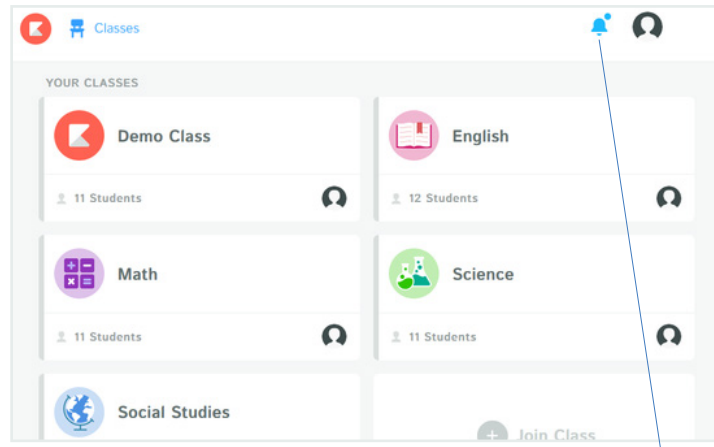 Classes
YOUR CLASSES
Demo Class
English
11 Students
12 Students
Math
Science
11 Students
11 Students
Social Studies
Join Class